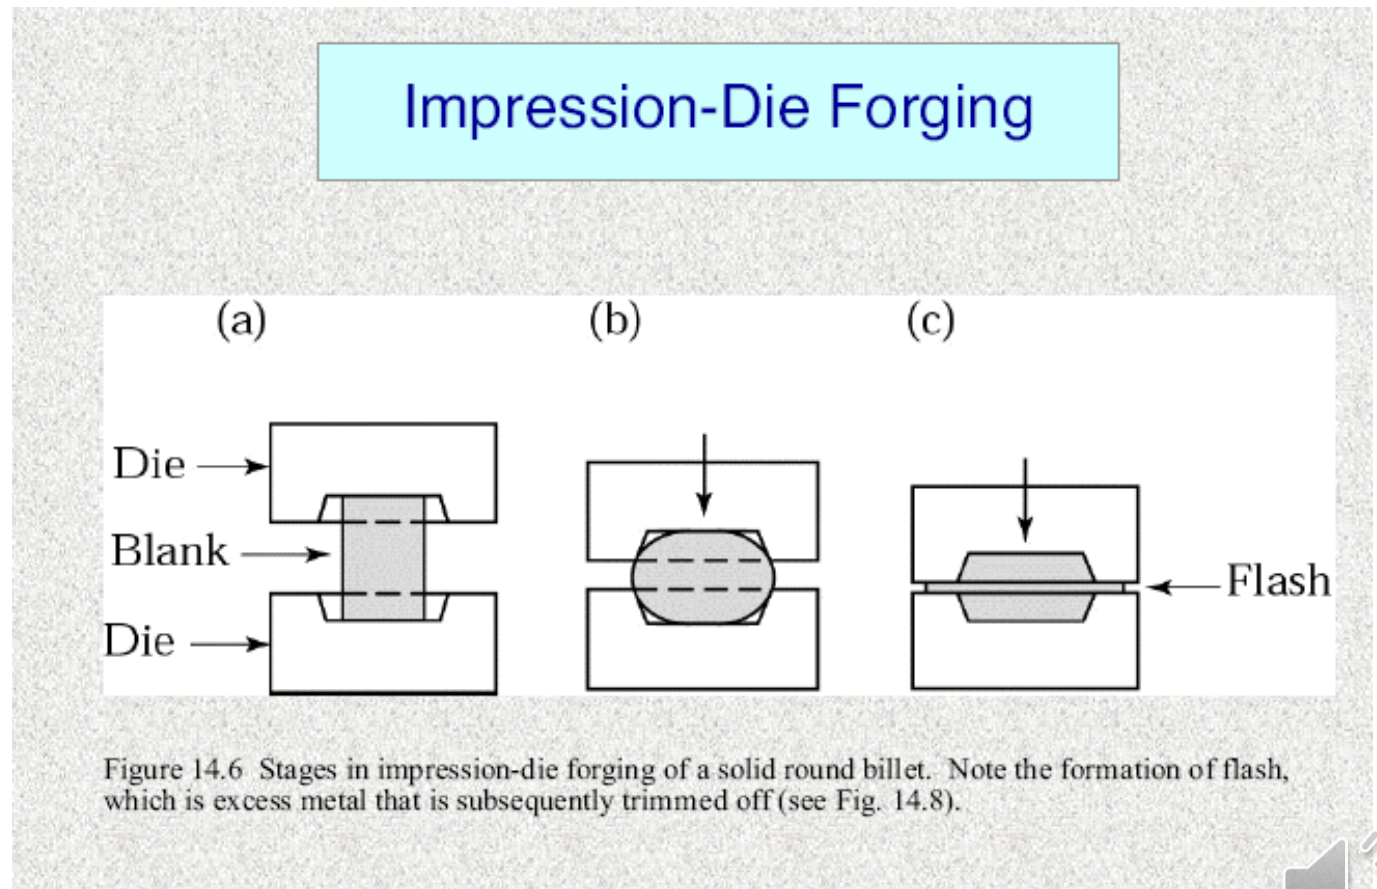 Impression-Die Forging
(a)
(b)
(c)
Die
Blank
Die
Flash
Figure 14.6 Stages in impression-die forging of a solid round billet. Note the formation of flash,
which is excess metal that is subsequently trimmed off (see Fig. 14.8).